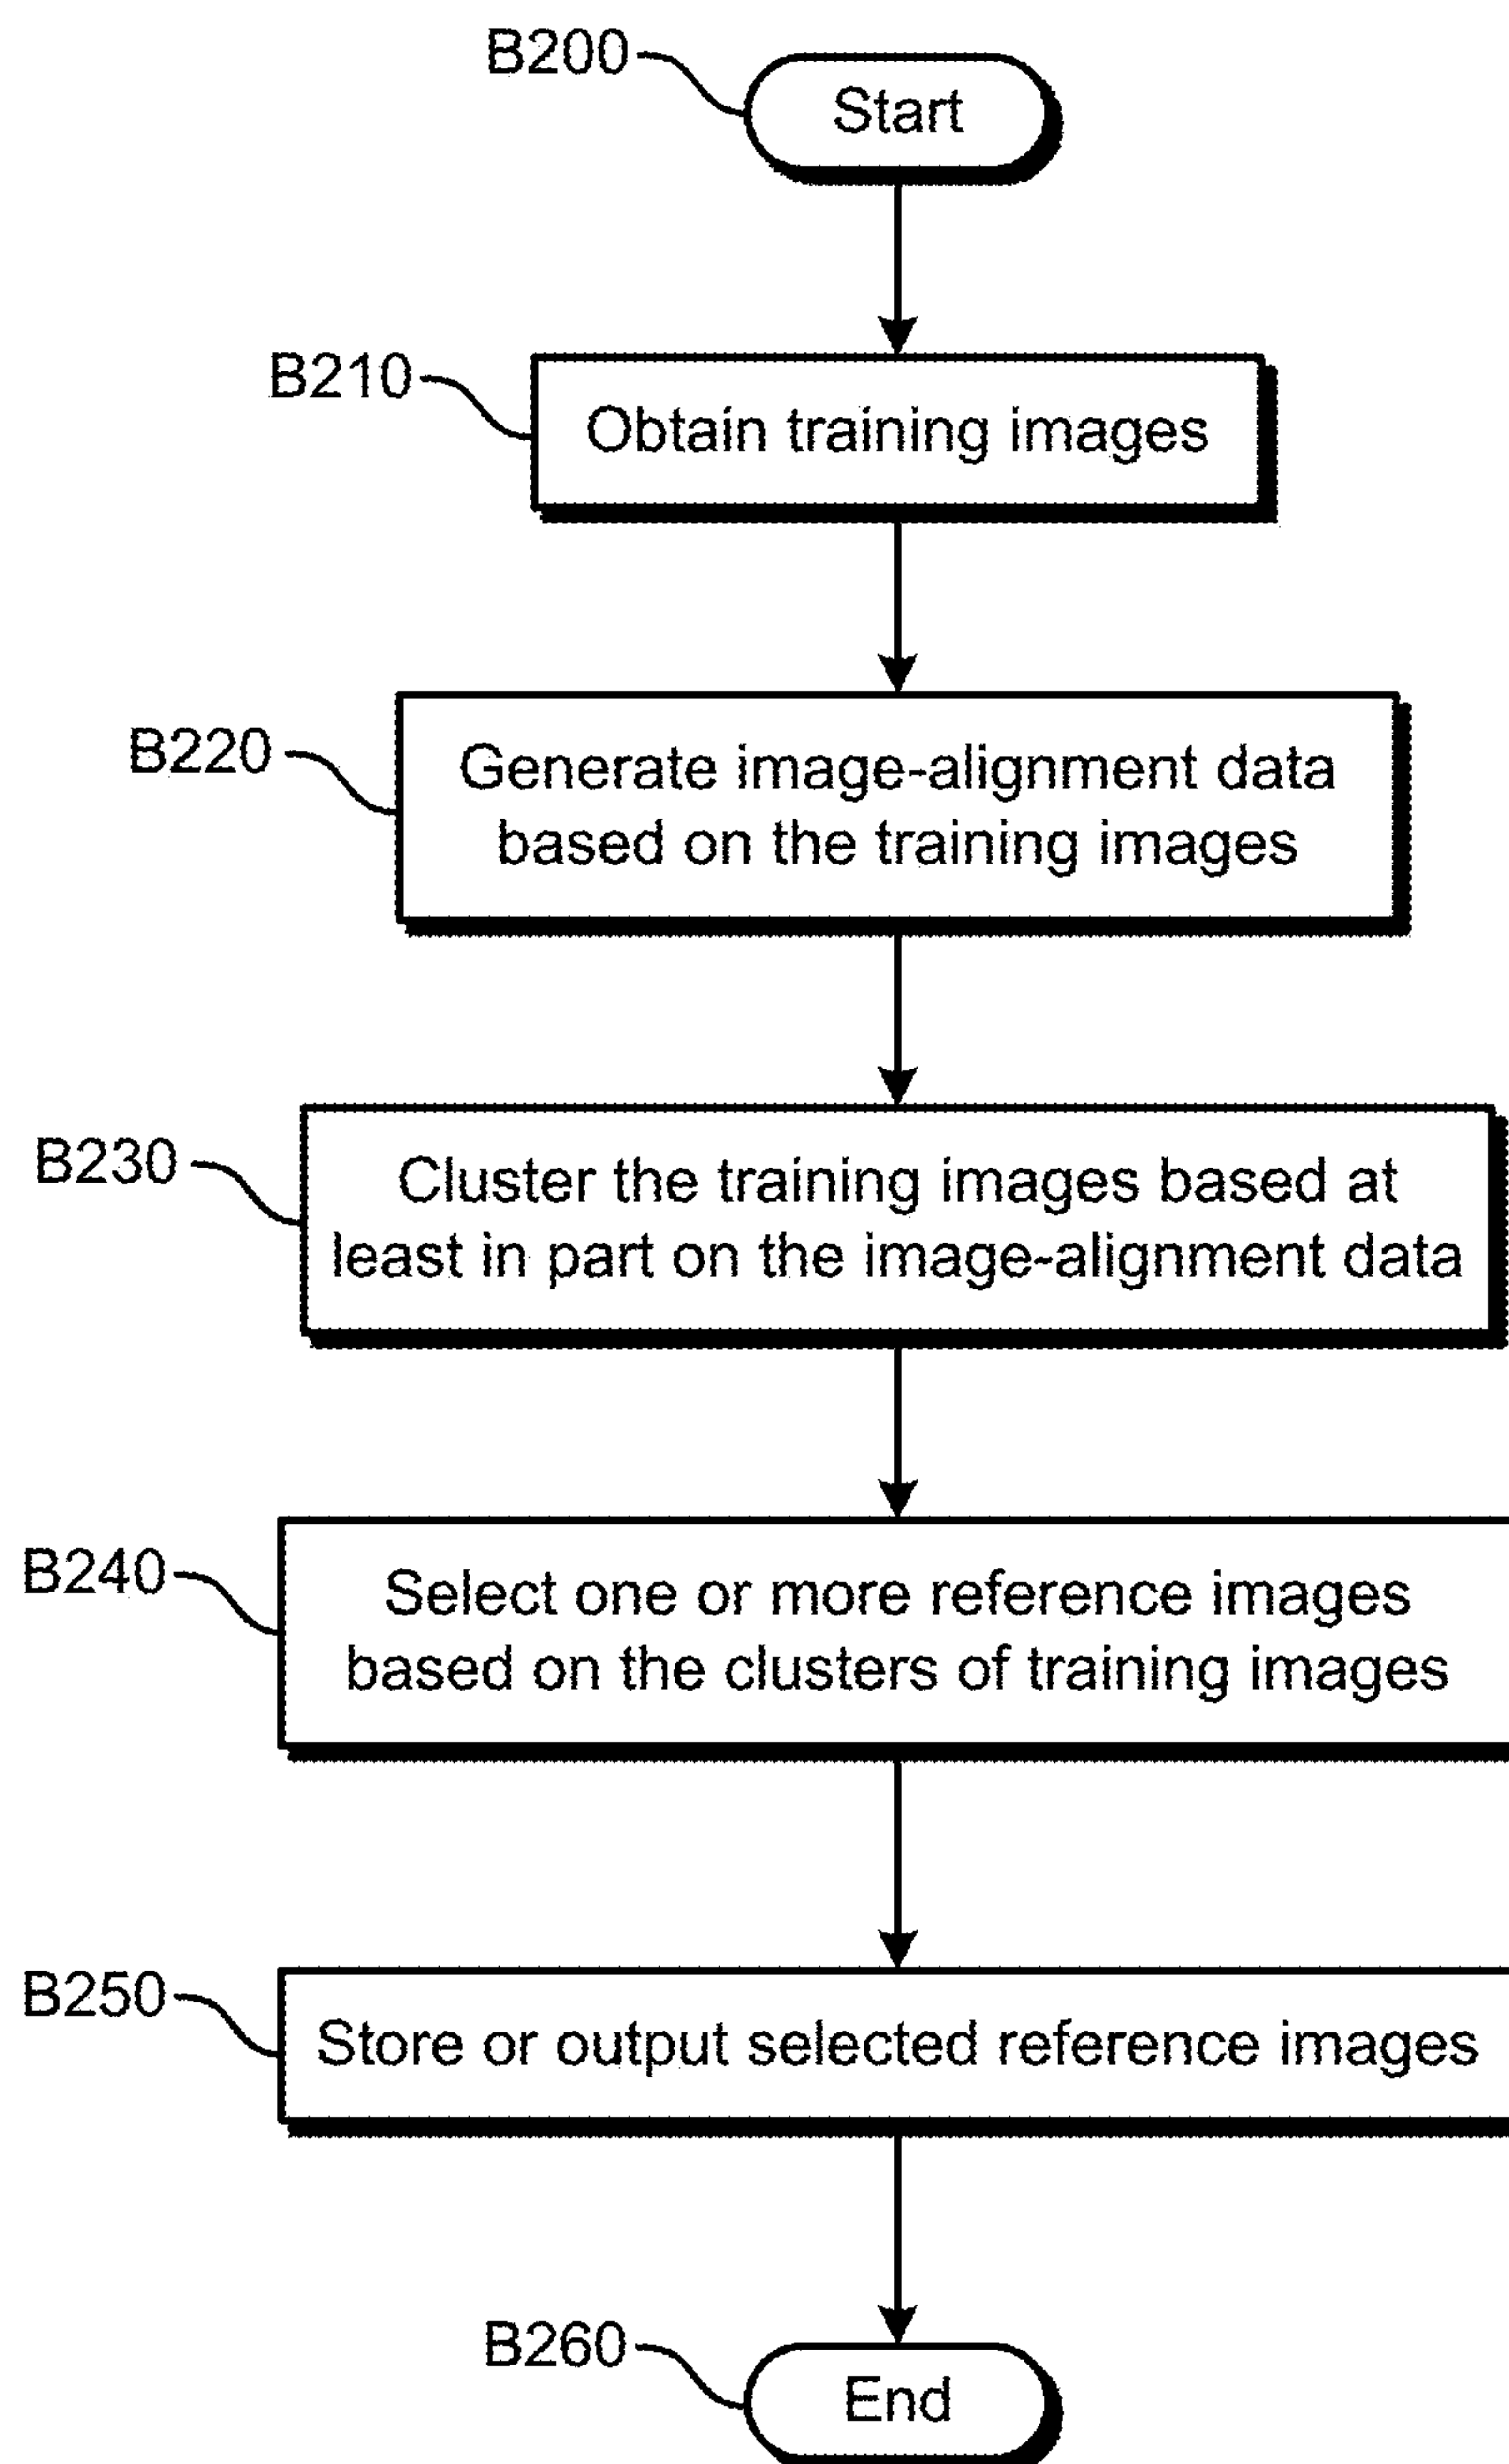 B200
Start
B210
Obtain training images
B220
Generate image-alignment data
based on the training images
B230
Cluster the training images based at
least in part on the image-alignment data
B240
Select one or more reference images
based on the clusters of training images
B250
Store or output selected reference images
B260
End